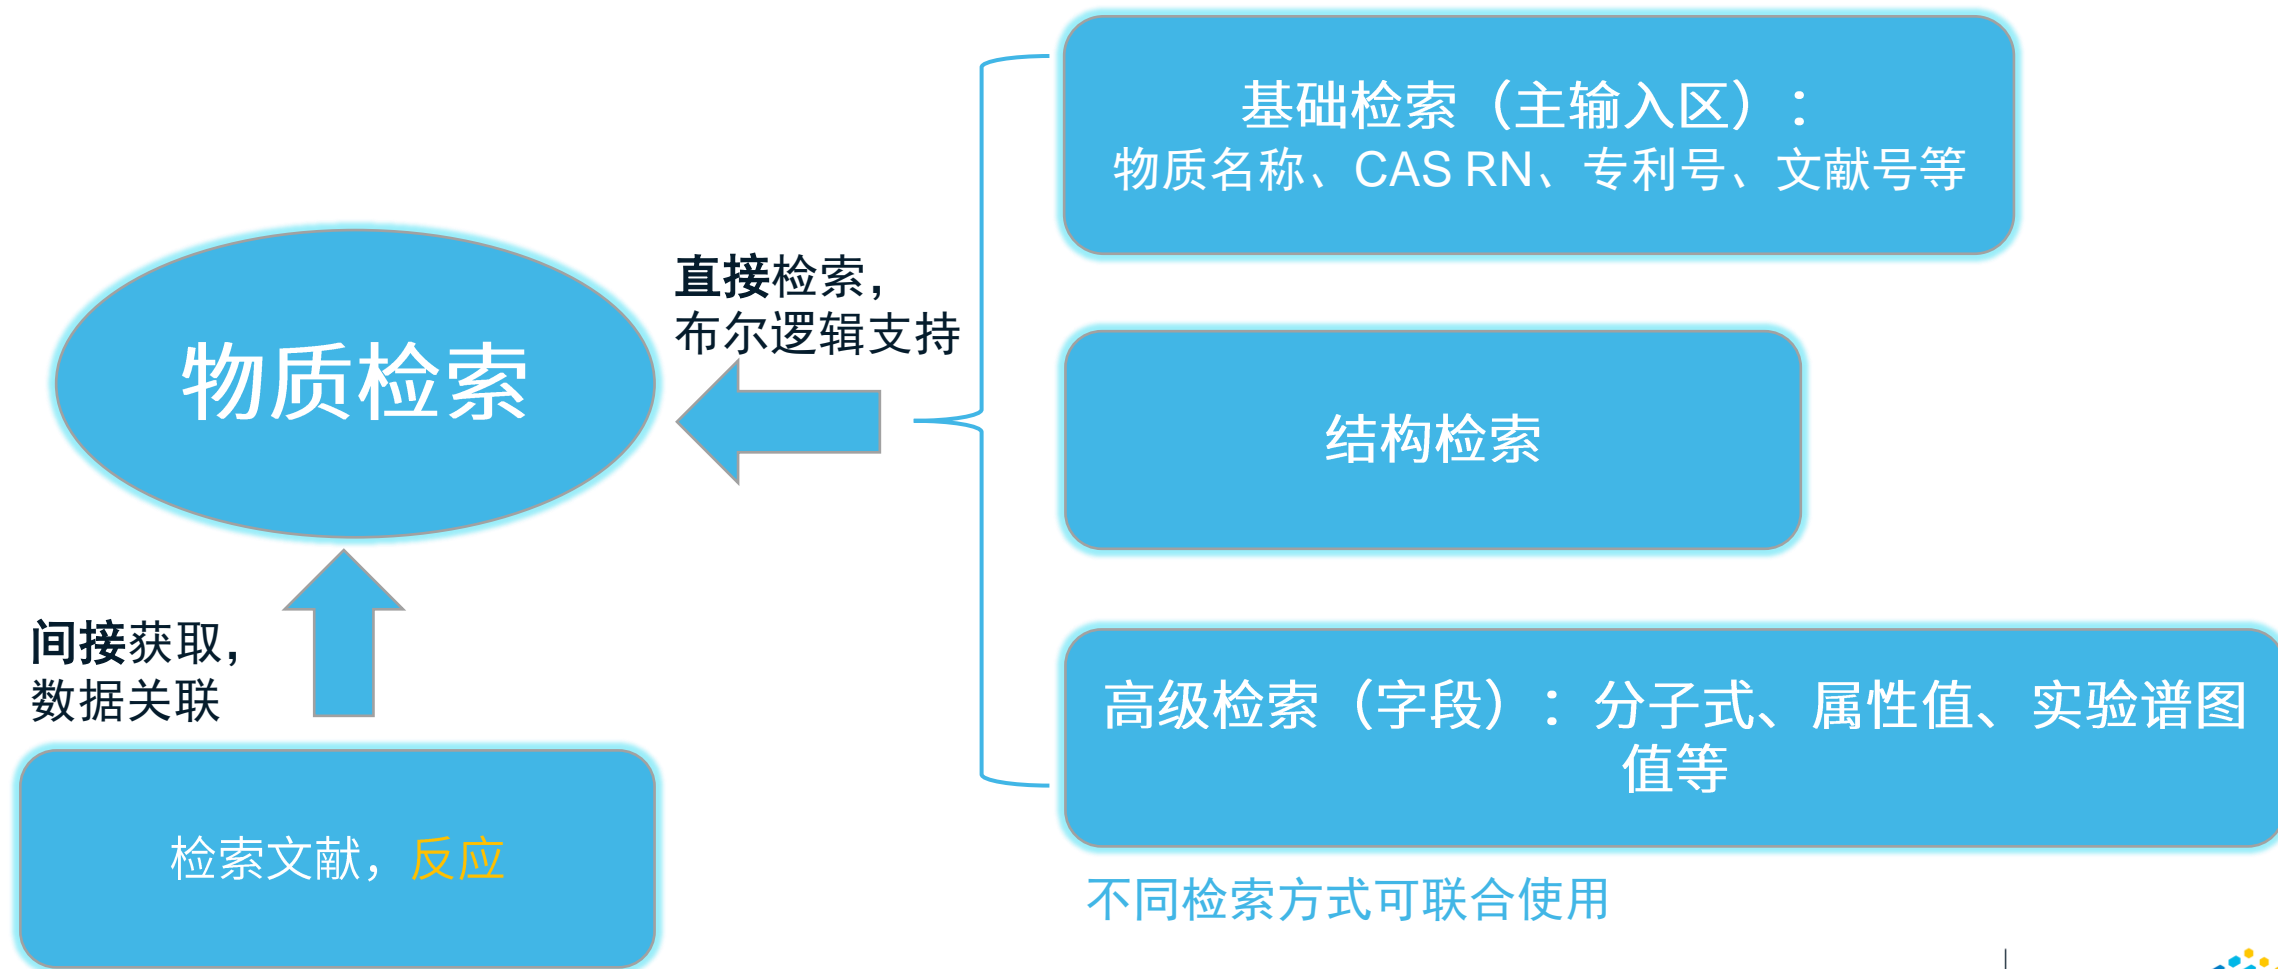 基础检索（主输入区）：
物质名称、CAS RN、专利号、文献号等
直接检索，
布尔逻辑支持
物质检索
结构检索
间接获取，
数据关联
高级检索（字段）：分子式、属性值、实验谱图
值等
检索文献，反应
不同检索方式可联合使用